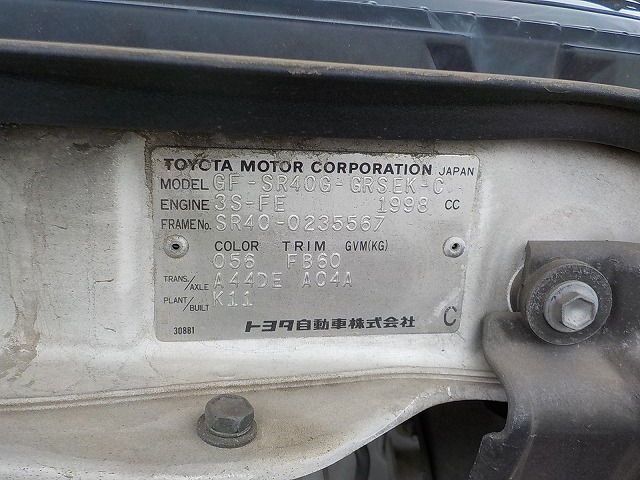 TOYOTA MOTOR CORPORATION JAPAN
MODEL GF-SR40G-GRSEK-C
ENGINE 3S-FE 1998 CC
FRAME No. SR40-0235567
COLOR TRIM GVM(KG)
056 FB60
TRANS./AXLE A44DE A04A
PLANT/BUILT K11
30881 トヨタ自動車株式会社 C